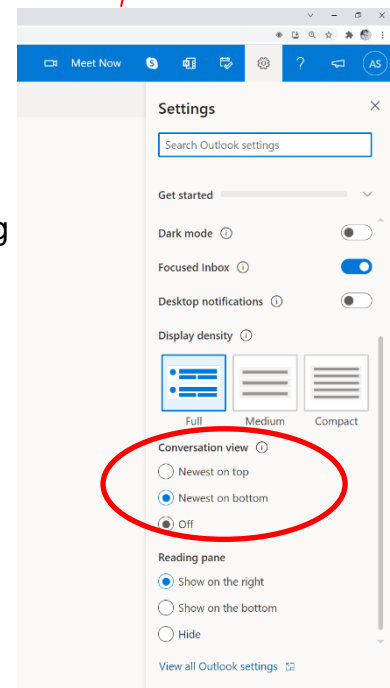 Meet Now
?
AS
Settings
Search Outlook settings
Get started
g
Dark mode
Focused Inbox
Desktop notifications
Display density
Full Medium Compact
Conversation view
Newest on top
Newest on bottom
Off
Reading pane
Show on the right
Show on the bottom
Hide
View all Outlook settings